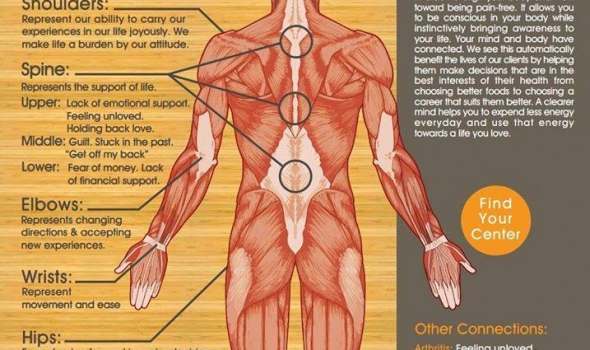 Shoulders:
Represent our ability to carry our
experiences in our life joyously. We
make life a burden by our attitude.
Spine:
Represents the support of life.
Upper: Lack of emotional support.
Feeling unloved.
Holding back love.
Middle: Guilt. Stuck in the past.
"Get off my back"
Lower: Fear of money. Lack
of financial support.
Elbows:
Represents changing
directions & accepting
new experiences.
Wrists:
Represent
movement and ease
Hips:
toward being pain-free. It allows you
to be conscious in your body while
instinctively bringing awareness to
your life. Your mind and body have
connected. We see this automatically
benefit the lives of our clients by helping
them make decisions that are in the
best interests of their health from
choosing better foods to choosing a
career that suits them better. A clearer
mind helps you to expend less energy
everyday and use that energy
towards a life you love.
Find
Your
Center
Other Connections:
Arthritis: Feeling unloved